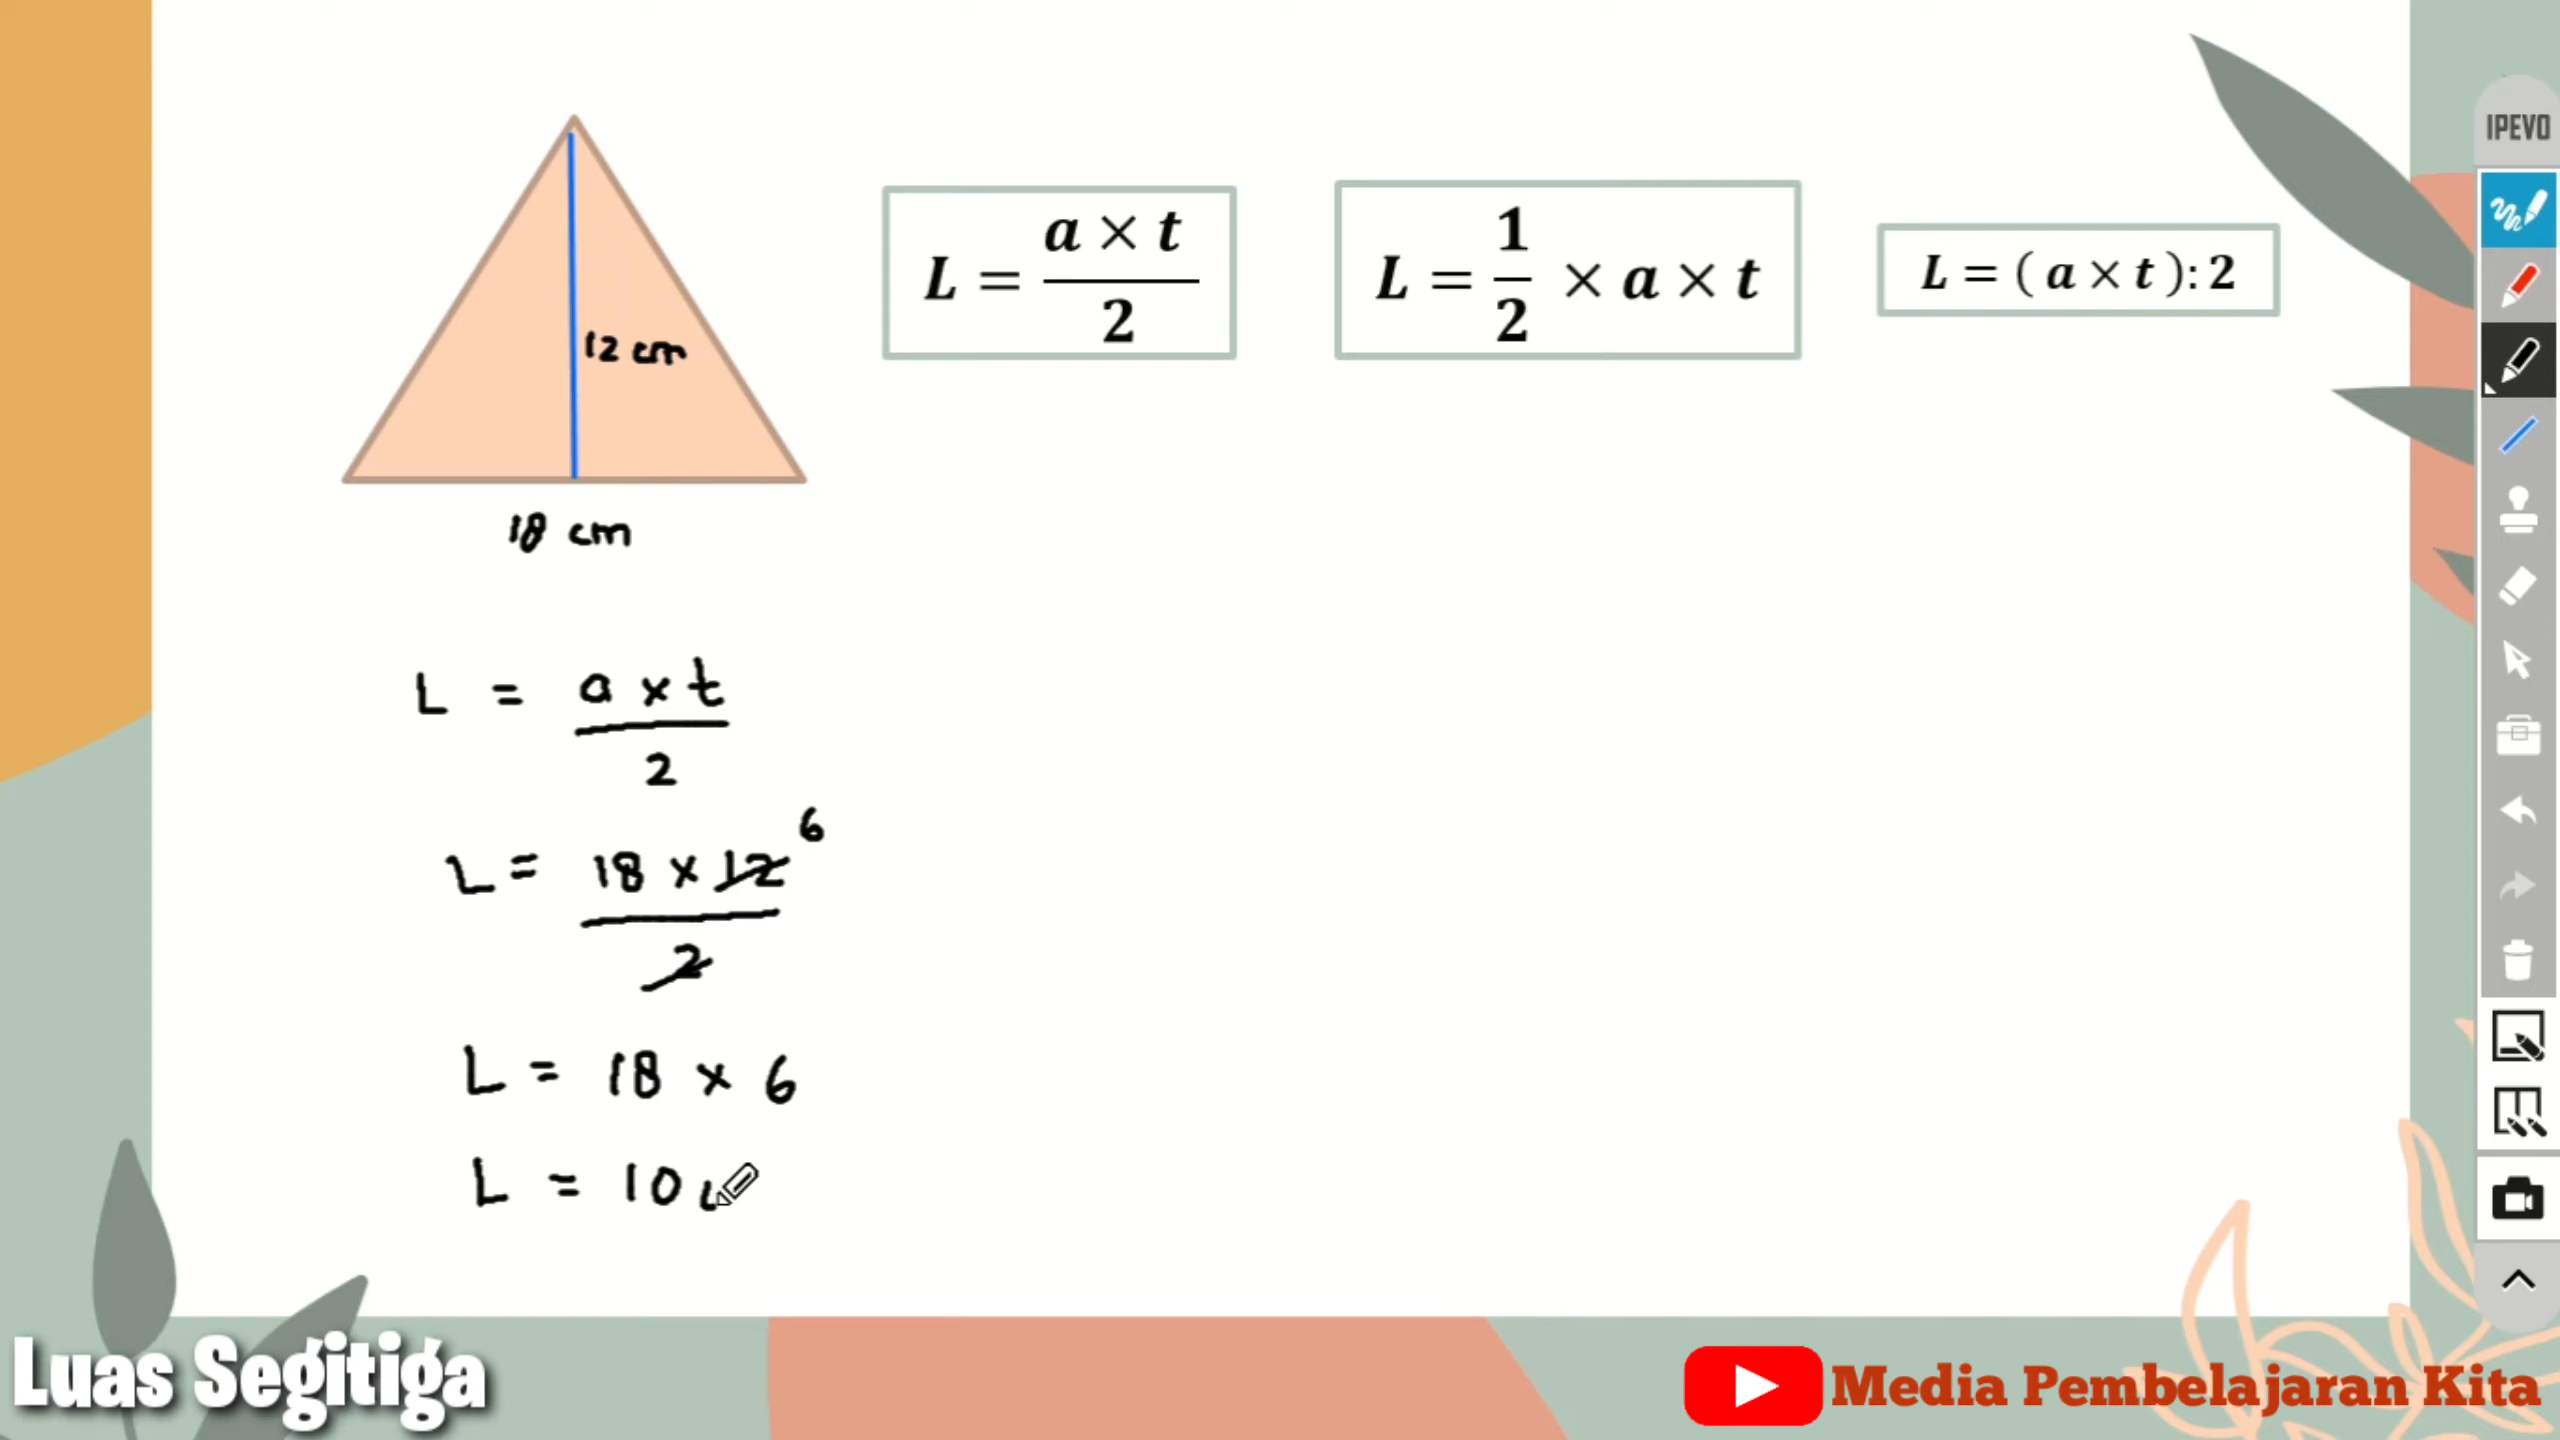 IPEVO
L = a × t / 2
L = 1/2 × a × t
L = ( a × t ): 2
12 cm
18 cm
L = a x t / 2
L = 18 x 12 6 / 2
L = 18 x 6
L = 10
Luas Segitiga
Media Pembelajaran Kita